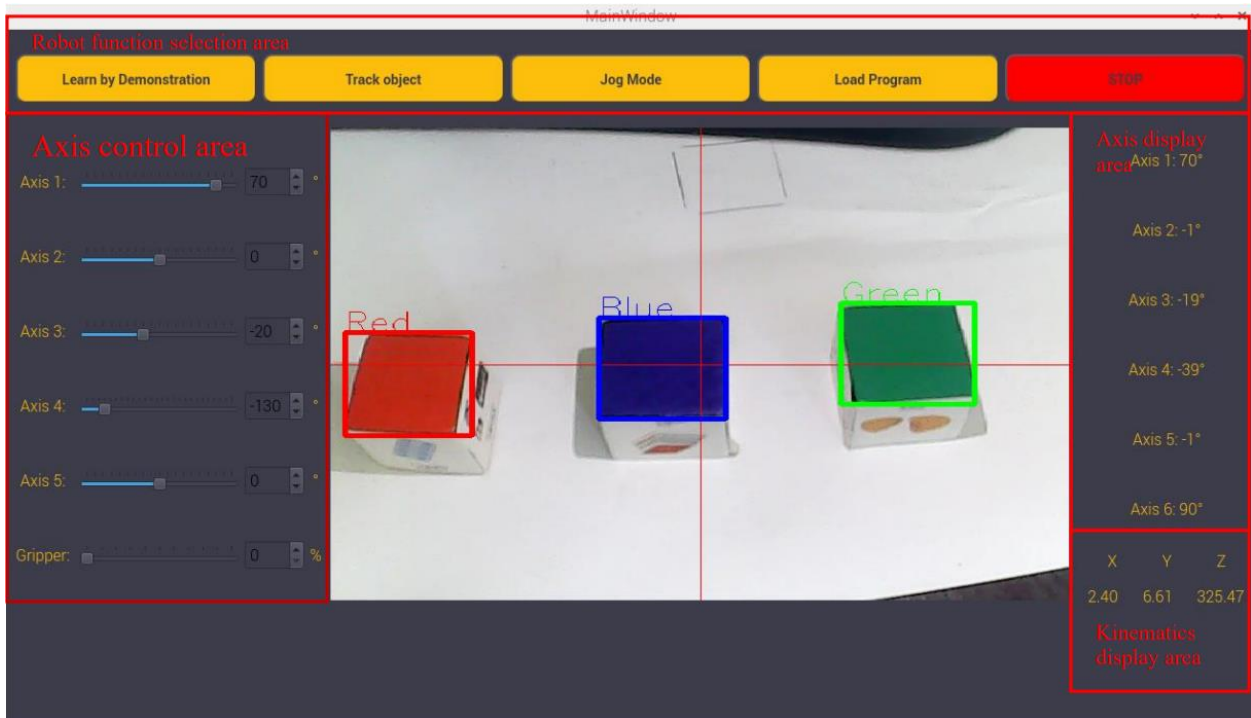 MainWindow
Robot function selection area
Learn by Demonstration
Track object
Jog Mode
Load Program
STOP
Axis control area
Axis 1: 70 °
Axis 2: 0 °
Axis 3: -20 °
Axis 4: -130 °
Axis 5: 0 °
Gripper: 0 %
Red
Blue
Green
Axis display
area
Axis 1: 70°
Axis 2: -1°
Axis 3: -19°
Axis 4: -39°
Axis 5: -1°
Axis 6: 90°
X Y Z
2.40 6.61 325.47
Kinematics
display area